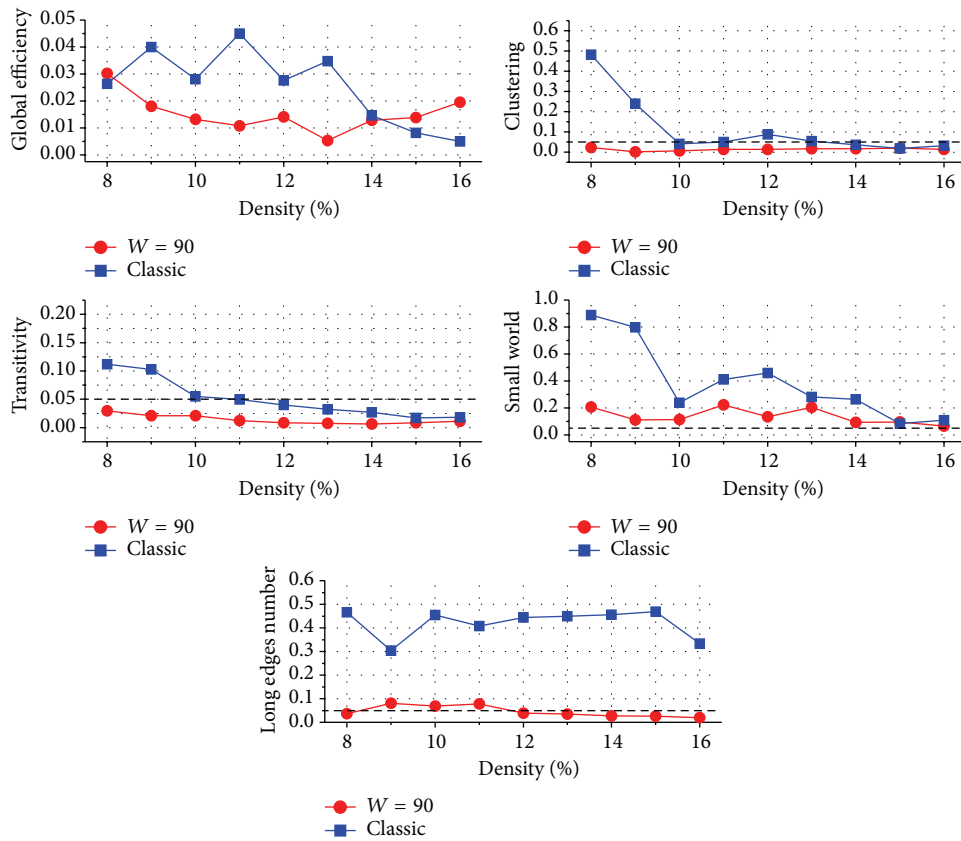 Global efficiency
0.05
0.04
0.03
0.02
0.01
0.00
8 10 12 14 16
Density (%)
W = 90
Classic
Clustering
0.6
0.5
0.4
0.3
0.2
0.1
0.0
8 10 12 14 16
Density (%)
W = 90
Classic
Transitivity
0.20
0.15
0.10
0.05
0.00
8 10 12 14 16
Density (%)
W = 90
Classic
Small world
1.0
0.8
0.6
0.4
0.2
0.0
8 10 12 14 16
Density (%)
W = 90
Classic
Long edges number
0.6
0.5
0.4
0.3
0.2
0.1
0.0
8 10 12 14 16
Density (%)
W = 90
Classic